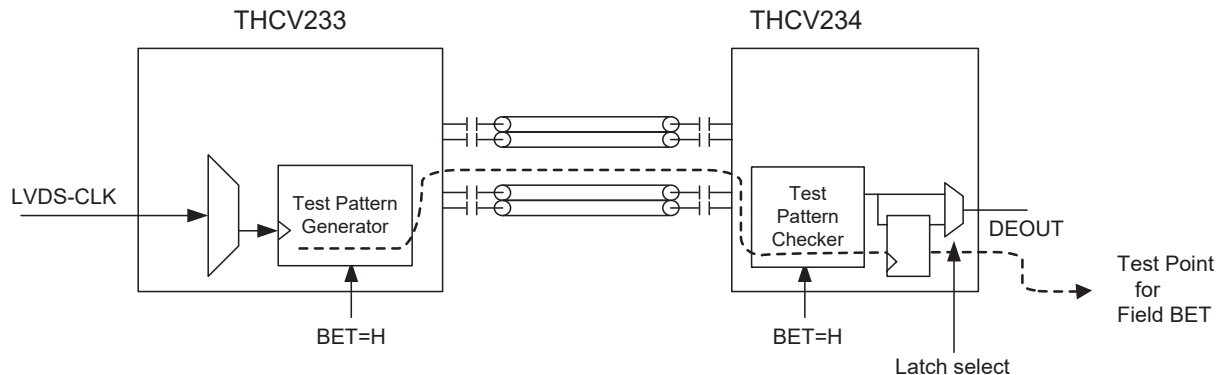 THCV233
THCV234
LVDS-CLK
Test Pattern
Generator
Test
Pattern
Checker
DEOUT
Test Point
for
Field BET
BET=H
BET=H
Latch select